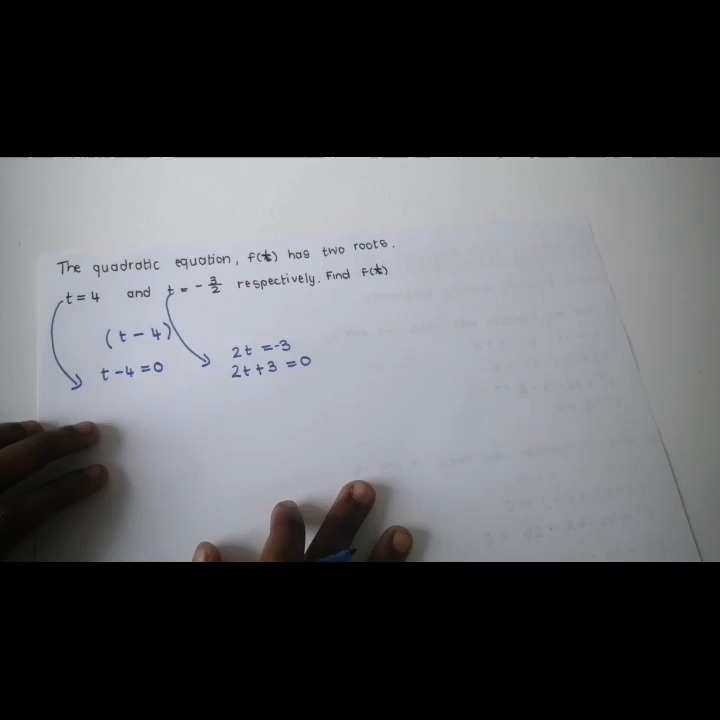 The quadratic equation, f(t) has two roots.
t = 4 and t = - 3/2 respectively. Find f(t)
(t - 4)
t - 4 = 0
2t = -3
2t + 3 = 0